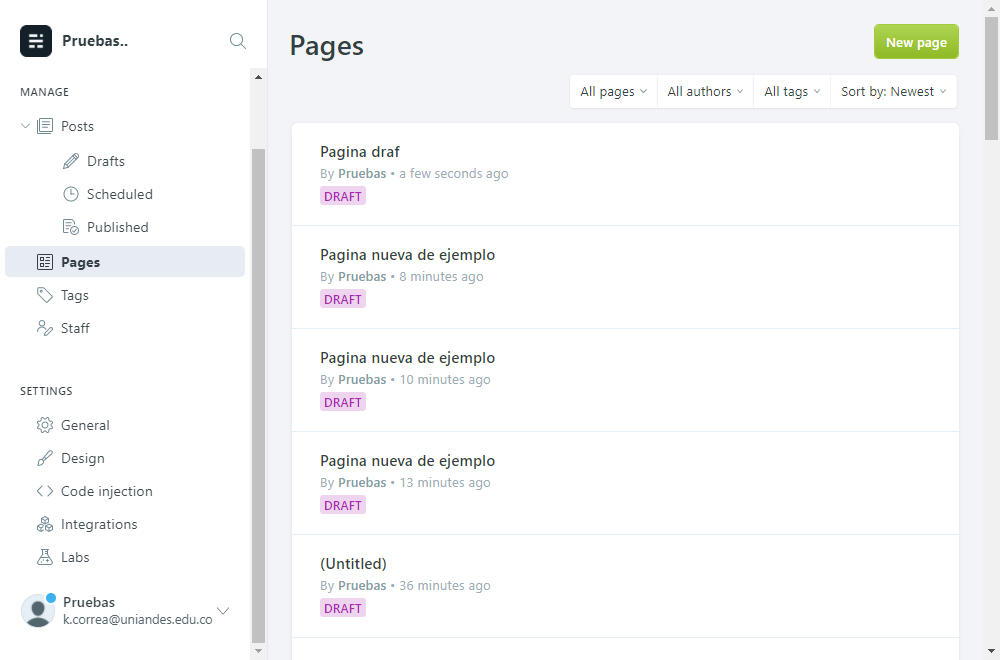 Pruebas..
MANAGE
Posts
Drafts
Scheduled
Published
Pages
Tags
Staff
SETTINGS
General
Design
Code injection
Integrations
Labs
Pruebas
k.correa@uniandes.edu.co
Pages
New page
All pages
All authors
All tags
Sort by: Newest
Pagina draf
By Pruebas • a few seconds ago
DRAFT
Pagina nueva de ejemplo
By Pruebas • 8 minutes ago
DRAFT
Pagina nueva de ejemplo
By Pruebas • 10 minutes ago
DRAFT
Pagina nueva de ejemplo
By Pruebas • 13 minutes ago
DRAFT
(Untitled)
By Pruebas • 36 minutes ago
DRAFT